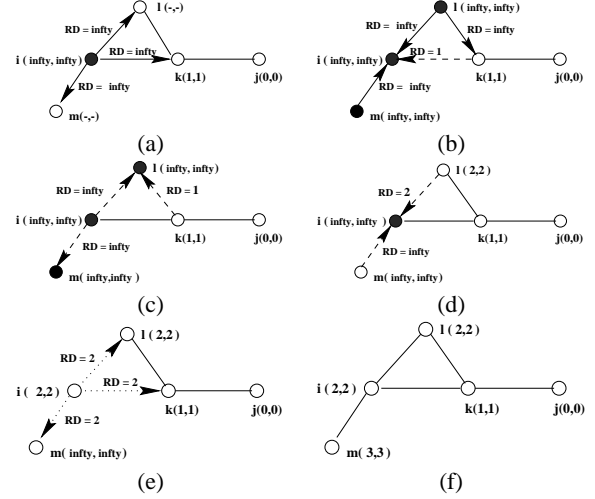 l (-,-)
RD = infty
i (infty, infty)
RD = infty
RD = infty
k(1,1)
j(0,0)
m(-,-)
(a)
l (infty, infty)
RD = infty
RD = infty
i (infty, infty)
RD = 1
RD = infty
k(1,1)
j(0,0)
m( infty, infty)
(b)
l (infty, infty)
RD = infty
RD = 1
i (infty, infty)
RD = infty
k(1,1)
j(0,0)
m( infty,infty )
(c)
l (2,2)
RD = 2
i (infty, infty )
RD = infty
k(1,1)
j(0,0)
m( infty, infty)
(d)
l ( 2,2 )
RD = 2
i ( 2,2)
RD = 2
RD = 2
k(1,1)
j(0,0)
m( infty, infty)
(e)
l ( 2,2 )
i (2,2)
k(1,1)
j(0,0)
m( 3,3 )
(f)